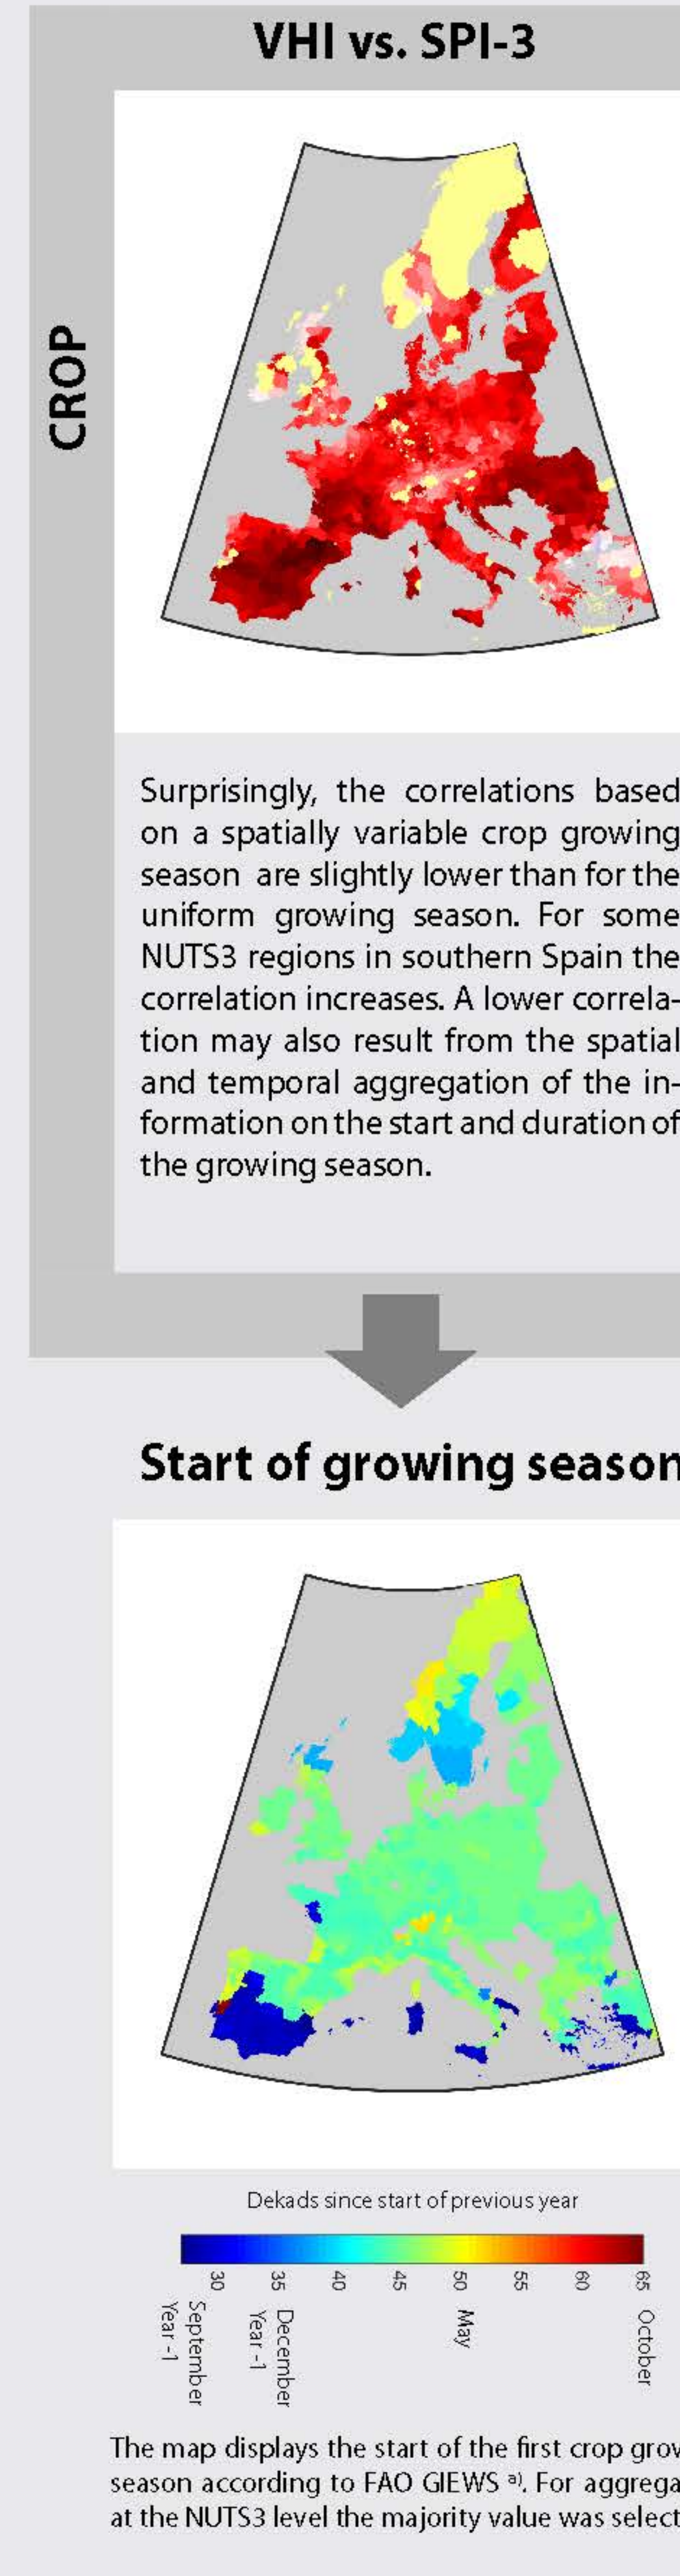 VHI vs. SPI-3
CROP
Surprisingly, the correlations based
on a spatially variable crop growing
season are slightly lower than for the
uniform growing season. For some
NUTS3 regions in southern Spain the
correlation increases. A lower correla-
tion may also result from the spatial
and temporal aggregation of the in-
formation on the start and duration of
the growing season.
Start of growing season
Dekads since start of previous year
30 35 40 45 50 55 60 65
September
Year -1
December
Year -1
May
October
The map displays the start of the first crop grow
season according to FAO GIEWS a). For aggrega
at the NUTS3 level the majority value was select